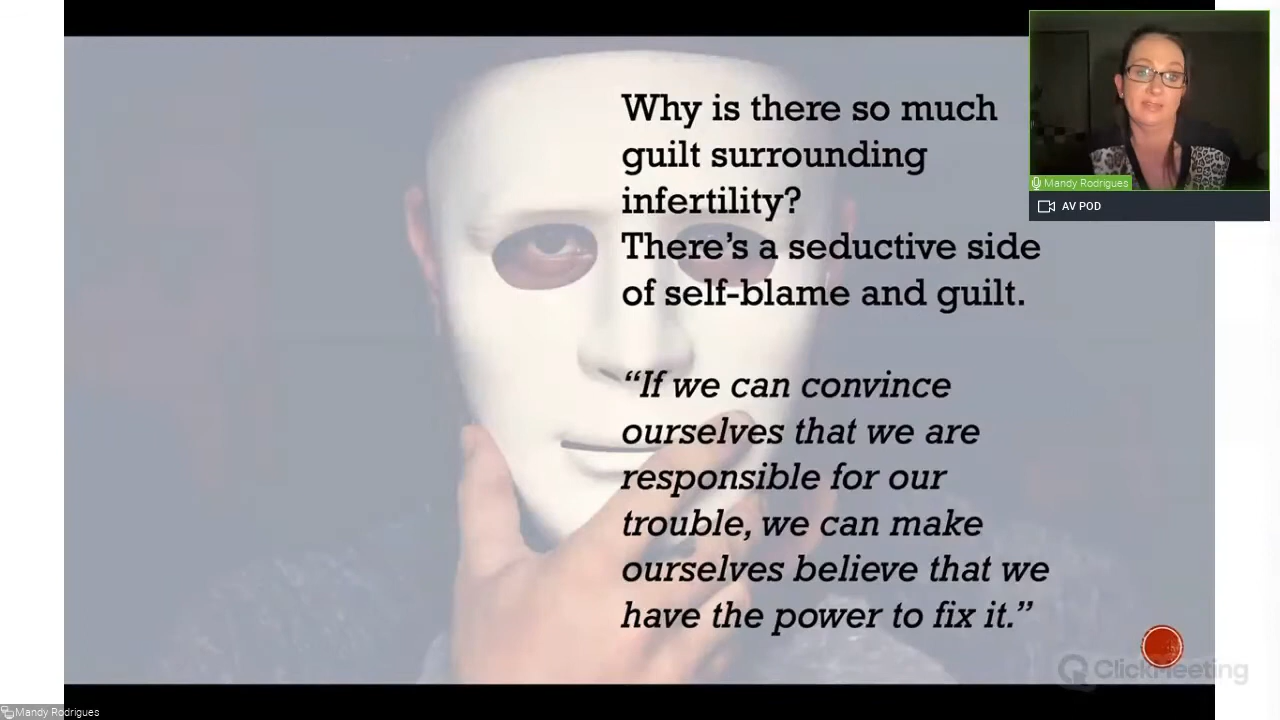 Why is there so much
guilt surrounding
infertility?
There's a seductive side
of self-blame and guilt.
“If we can convince
ourselves that we are
responsible for our
trouble, we can make
ourselves believe that we
have the power to fix it.”
Mandy Rodrigues
AV POD
ClickMeeting
Mandy Rodrigues